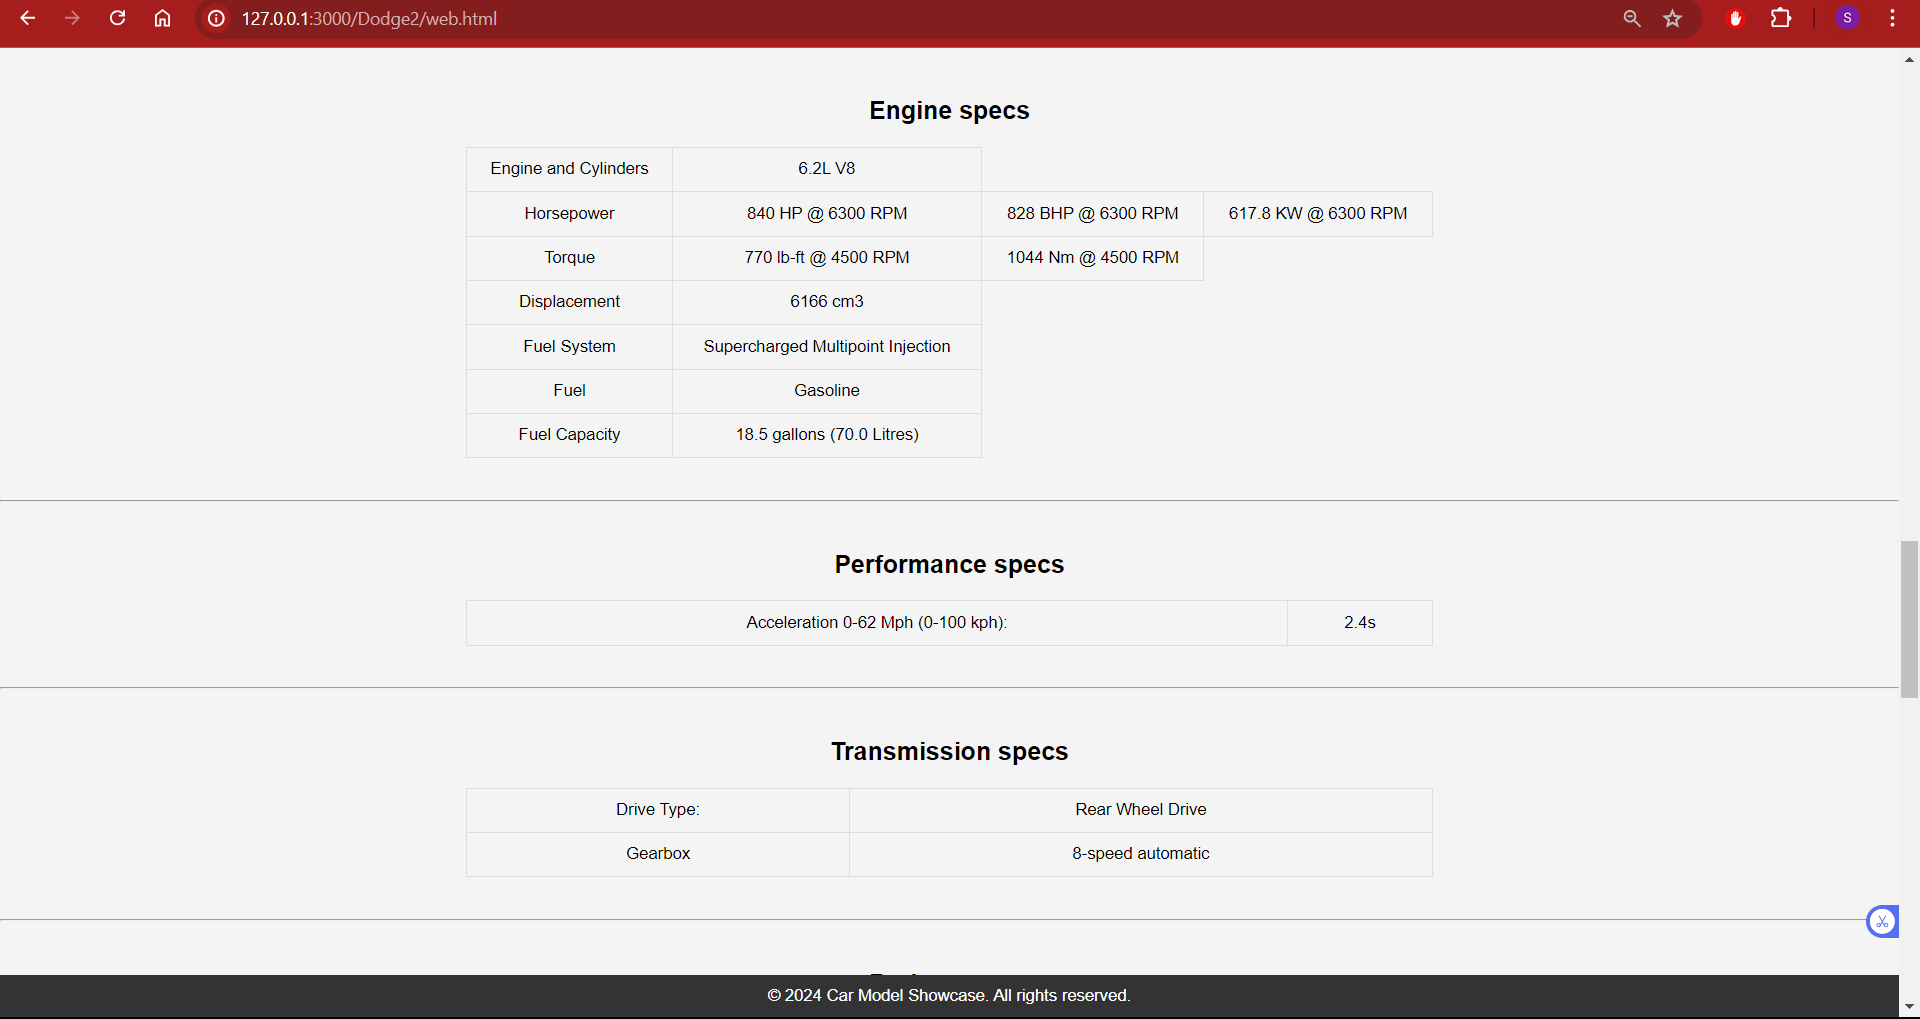 127.0.0.1:3000/Dodge2/web.html
S
Engine specs
Engine and Cylinders 6.2L V8
Horsepower 840 HP @ 6300 RPM 828 BHP @ 6300 RPM 617.8 KW @ 6300 RPM
Torque 770 lb-ft @ 4500 RPM 1044 Nm @ 4500 RPM
Displacement 6166 cm3
Fuel System Supercharged Multipoint Injection
Fuel Gasoline
Fuel Capacity 18.5 gallons (70.0 Litres)
Performance specs
Acceleration 0-62 Mph (0-100 kph): 2.4s
Transmission specs
Drive Type: Rear Wheel Drive
Gearbox 8-speed automatic
© 2024 Car Model Showcase. All rights reserved.